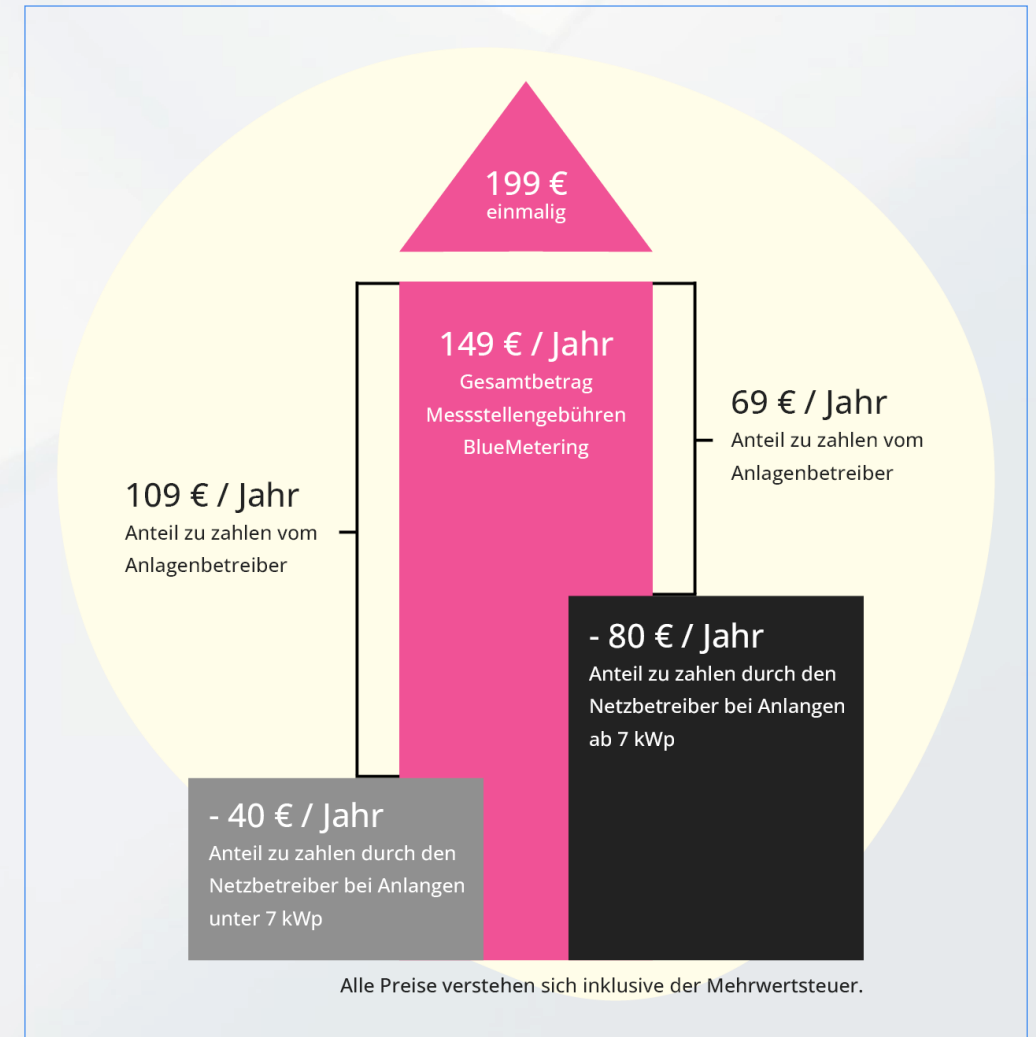 199 €
einmalig
149 € / Jahr
Gesamtbetrag
Messstellengebühren
BlueMetering
69 € / Jahr
Anteil zu zahlen vom
Anlagenbetreiber
109 € / Jahr
Anteil zu zahlen vom
Anlagenbetreiber
- 80 € / Jahr
Anteil zu zahlen durch den
Netzbetreiber bei Anlangen
ab 7 kWp
- 40 € / Jahr
Anteil zu zahlen durch den
Netzbetreiber bei Anlangen
unter 7 kWp
Alle Preise verstehen sich inklusive der Mehrwertsteuer.